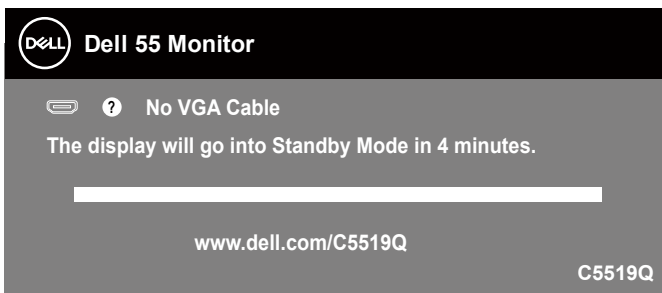 DELL
Dell 55 Monitor
? No VGA Cable
The display will go into Standby Mode in 4 minutes.
www.dell.com/C5519Q
C5519Q